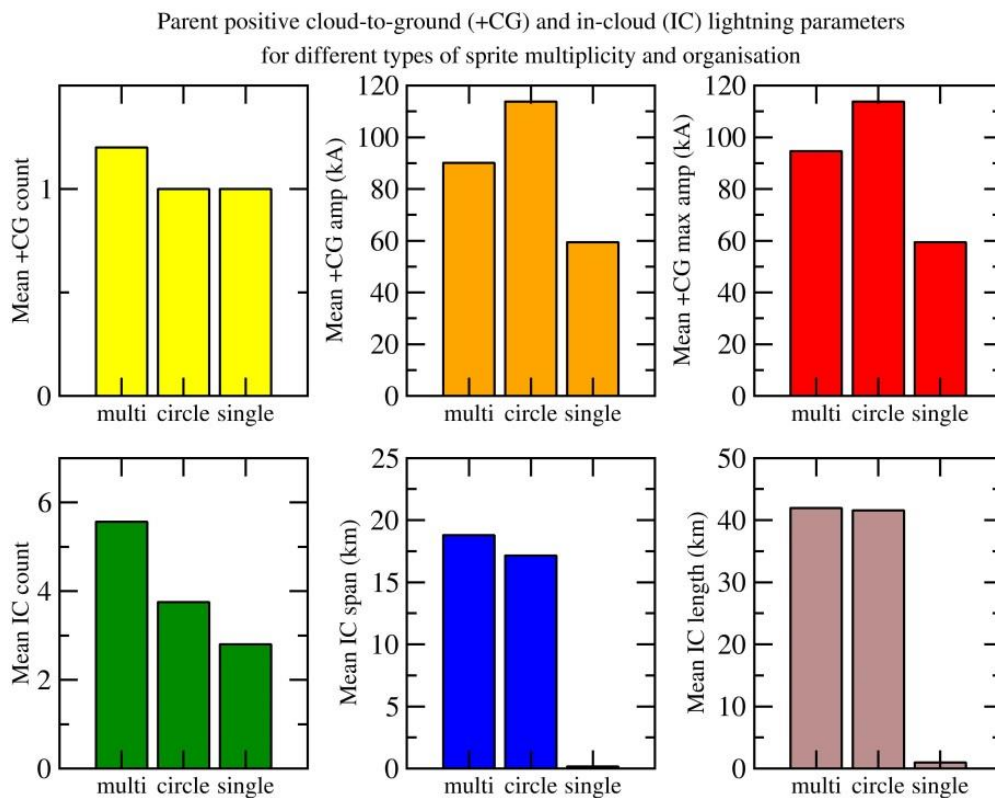 Parent positive cloud-to-ground (+CG) and in-cloud (IC) lightning parameters
for different types of sprite multiplicity and organisation
Mean +CG count
1
0
multi circle single
Mean +CG amp (kA)
120
100
80
60
40
20
0
multi circle single
Mean +CG max amp (kA)
120
100
80
60
40
20
0
multi circle single
Mean IC count
6
4
2
0
multi circle single
Mean IC span (km)
25
20
15
10
5
0
multi circle single
Mean IC length (km)
50
40
30
20
10
0
multi circle single